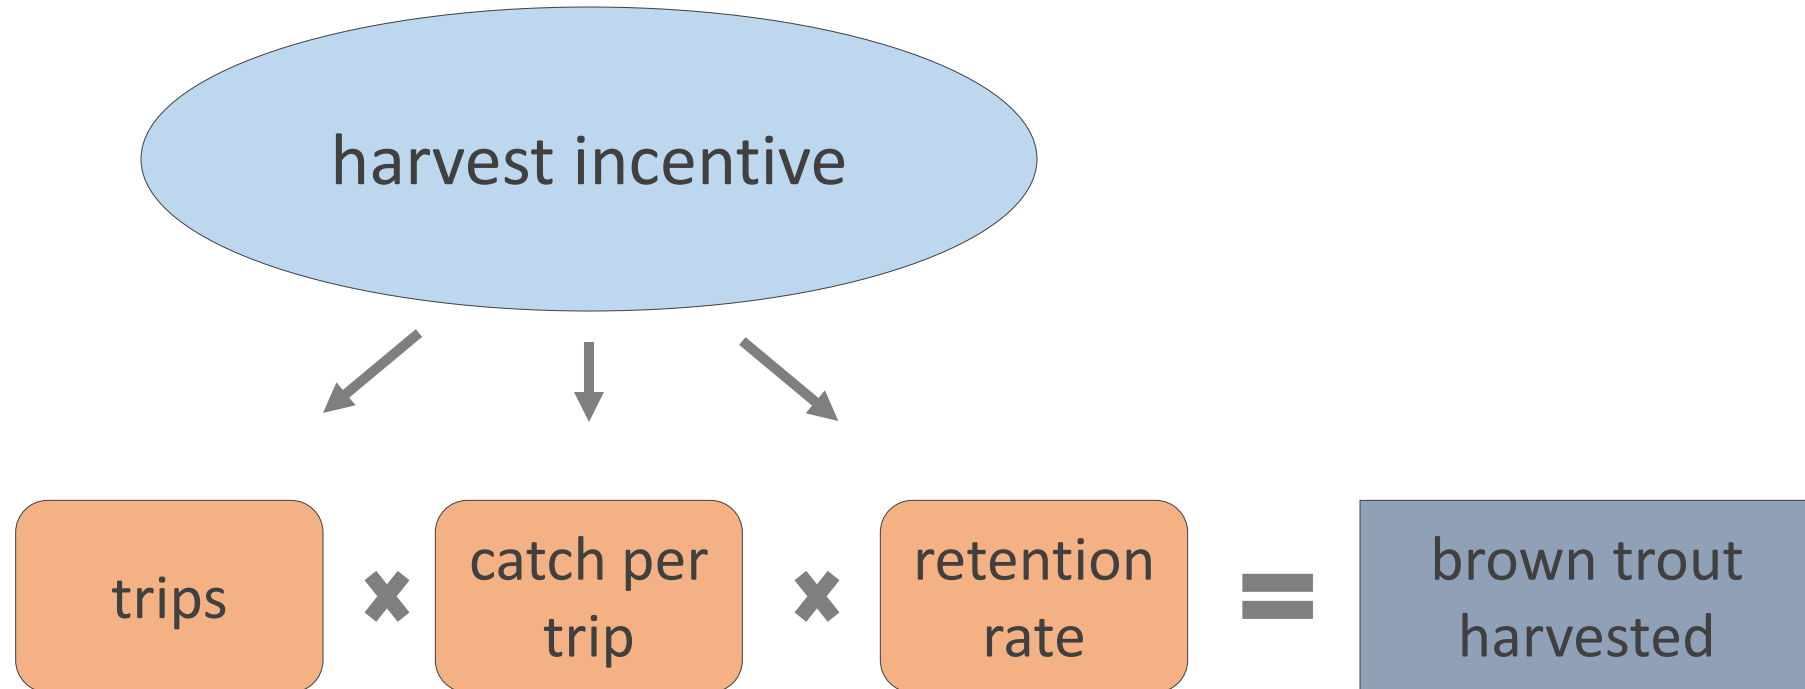 harvest incentive
trips
catch per
trip
retention
rate
brown trout
harvested